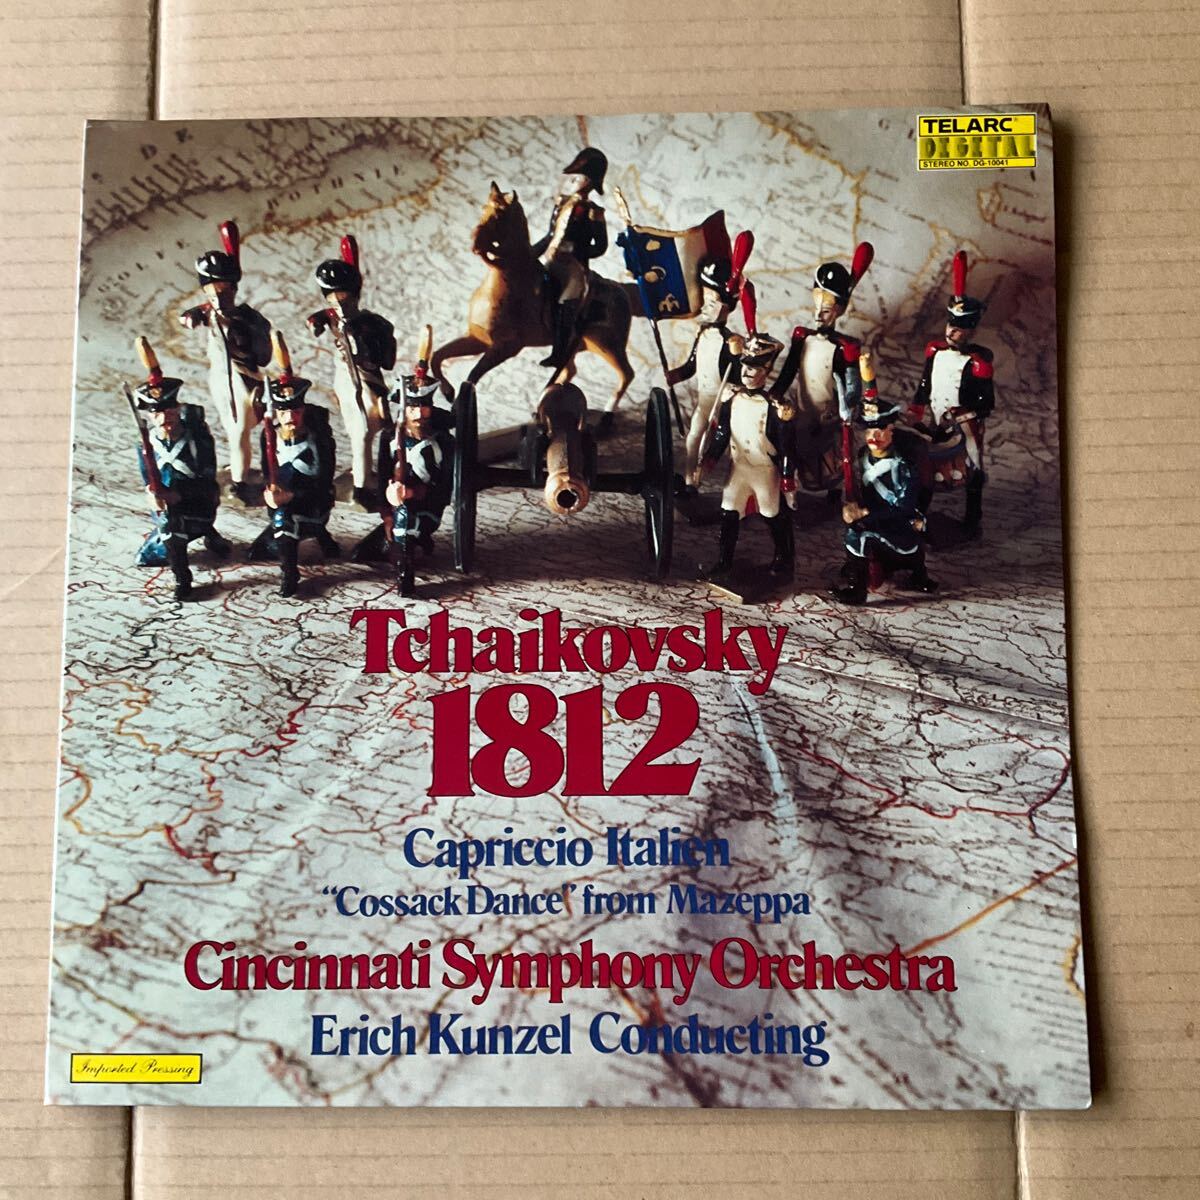 TELARC®
DIGITAL
STEREO NO. DG-10041
Tchaikovsky
1812
Capriccio Italien
“Cossack Dance” from Mazeppa
Cincinnati Symphony Orchestra
Erich Kunzel Conducting
Imported Pressing